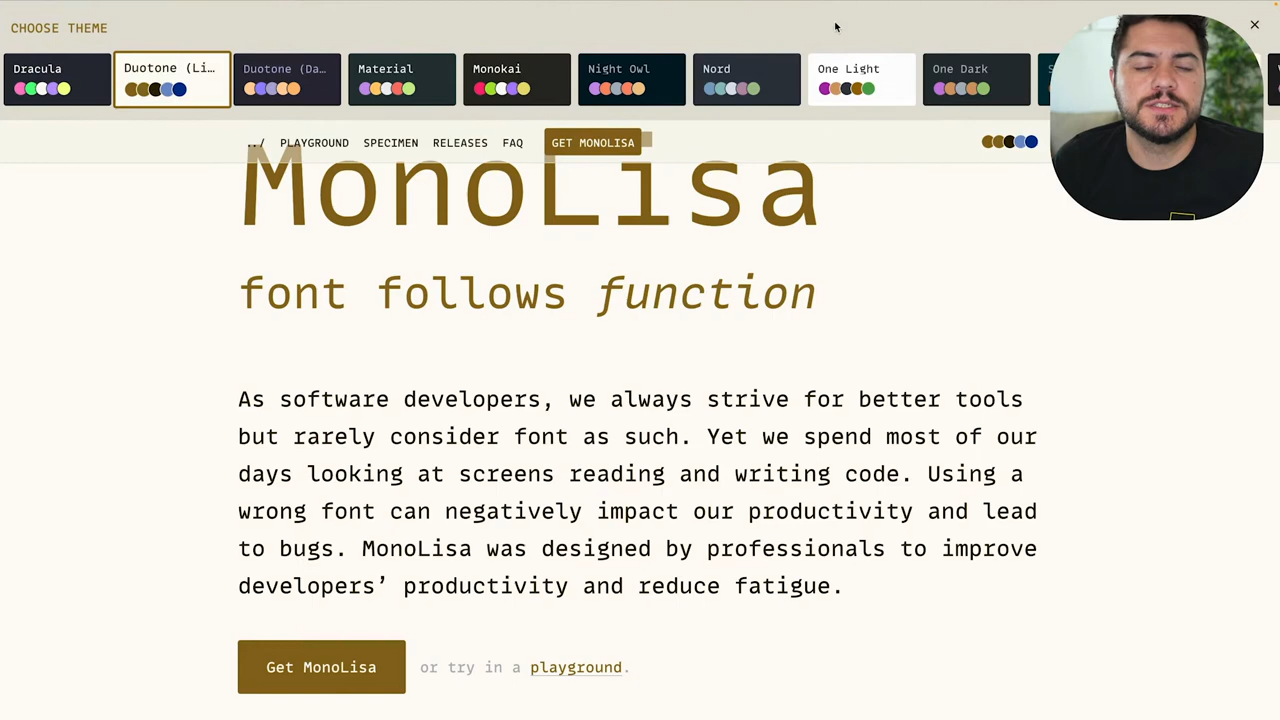 CHOOSE THEME
Dracula
Duotone (Li…
Duotone (Da…
Material
Monokai
Night Owl
Nord
One Light
One Dark
../ PLAYGROUND SPECIMEN RELEASES FAQ GET MONOLISA
MonoLisa
font follows function
As software developers, we always strive for better tools
but rarely consider font as such. Yet we spend most of our
days looking at screens reading and writing code. Using a
wrong font can negatively impact our productivity and lead
to bugs. MonoLisa was designed by professionals to improve
developers’ productivity and reduce fatigue.
Get MonoLisa or try in a playground.